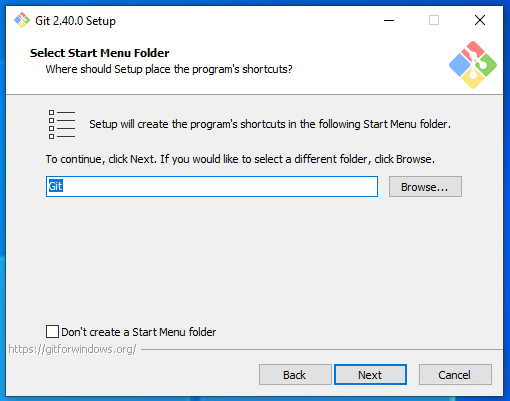 Git 2.40.0 Setup
Select Start Menu Folder
Where should Setup place the program's shortcuts?
Setup will create the program's shortcuts in the following Start Menu folder.
To continue, click Next. If you would like to select a different folder, click Browse.
Git
Browse...
Don't create a Start Menu folder
https://gitforwindows.org/
Back
Next
Cancel